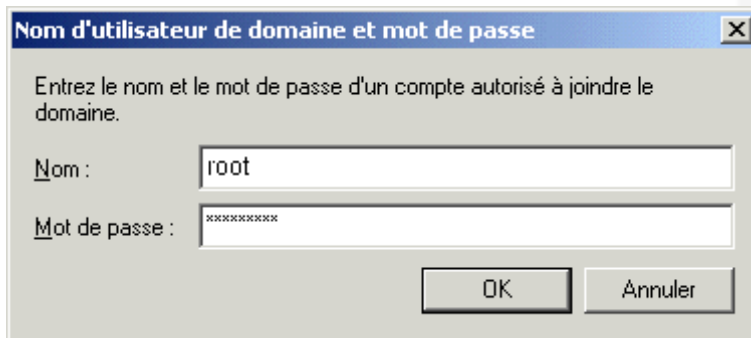 Nom d'utilisateur de domaine et mot de passe
Entrez le nom et le mot de passe d'un compte autorisé à joindre le
domaine.
Nom : root
Mot de passe : *********
OK Annuler